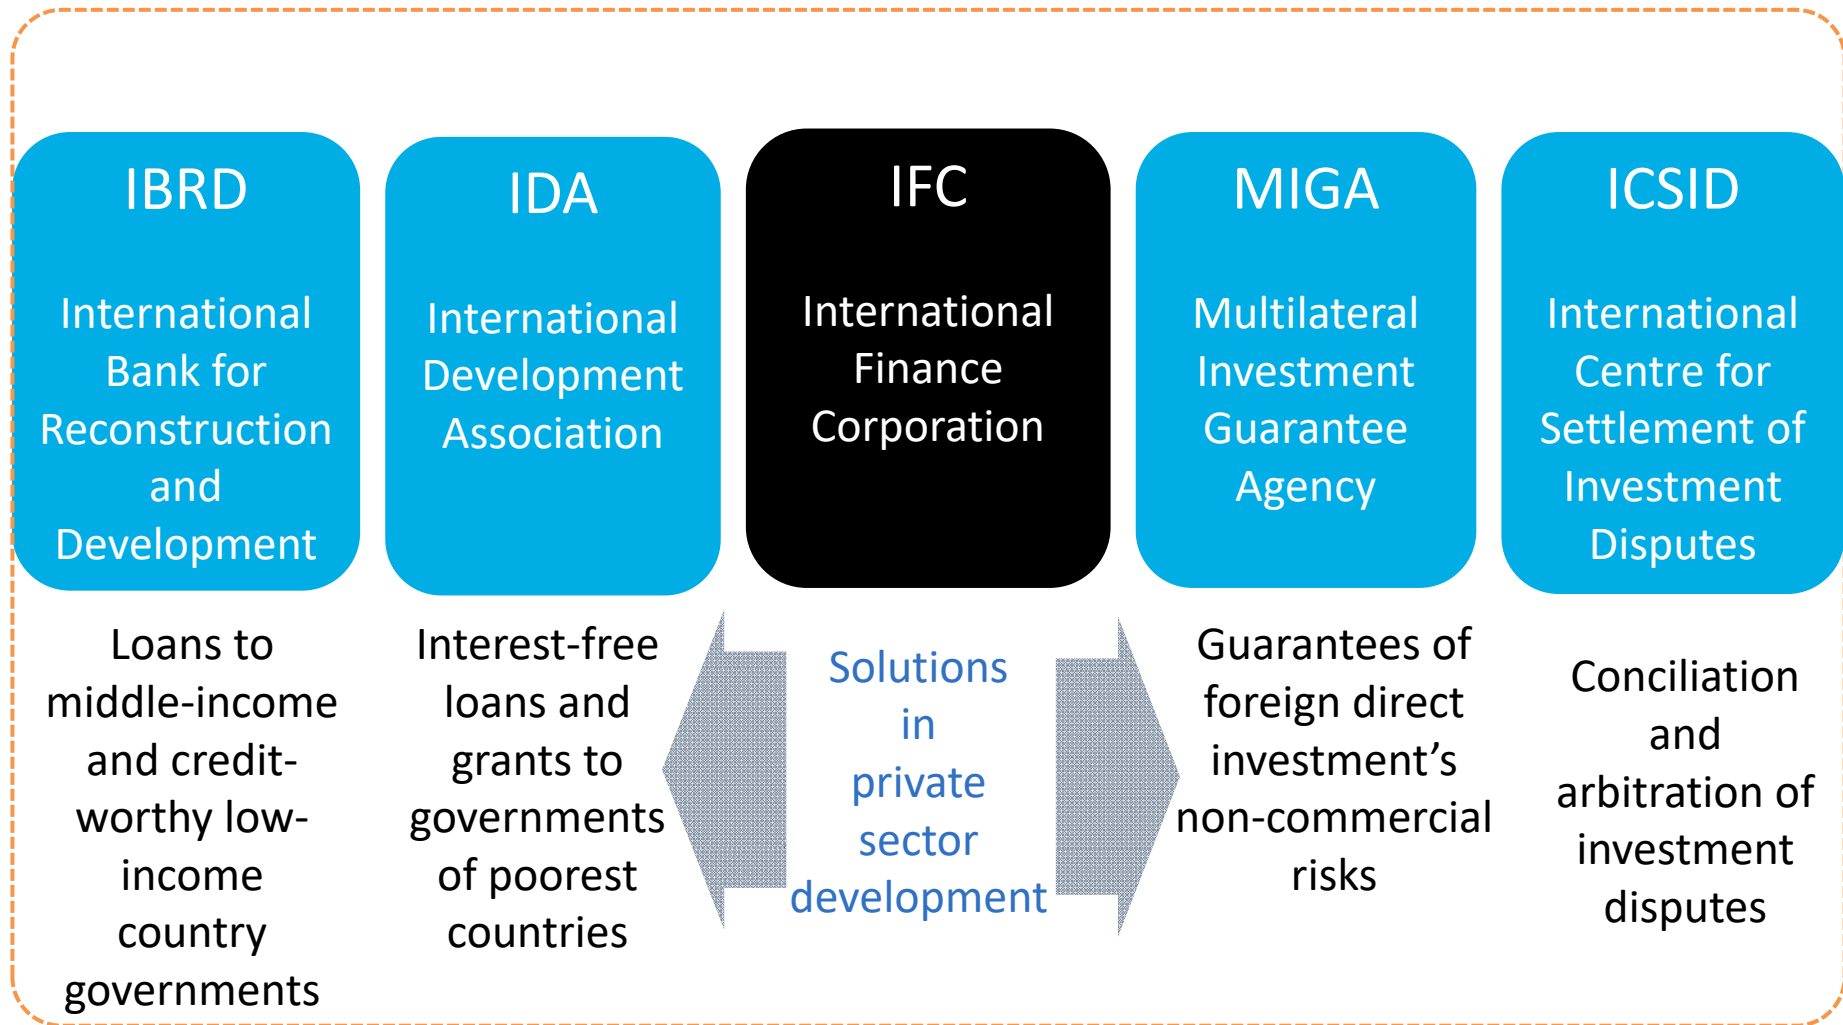 IBRD
International
Bank for
Reconstruction
and
Development
Loans to
middle-income
and credit-
worthy low-
income
country
governments
IDA
International
Development
Association
Interest-free
loans and
grants to
governments
of poorest
countries
IFC
International
Finance
Corporation
Solutions
in
private
sector
development
MIGA
Multilateral
Investment
Guarantee
Agency
Guarantees of
foreign direct
investment’s
non-commercial
risks
ICSID
International
Centre for
Settlement of
Investment
Disputes
Conciliation
and
arbitration of
investment
disputes